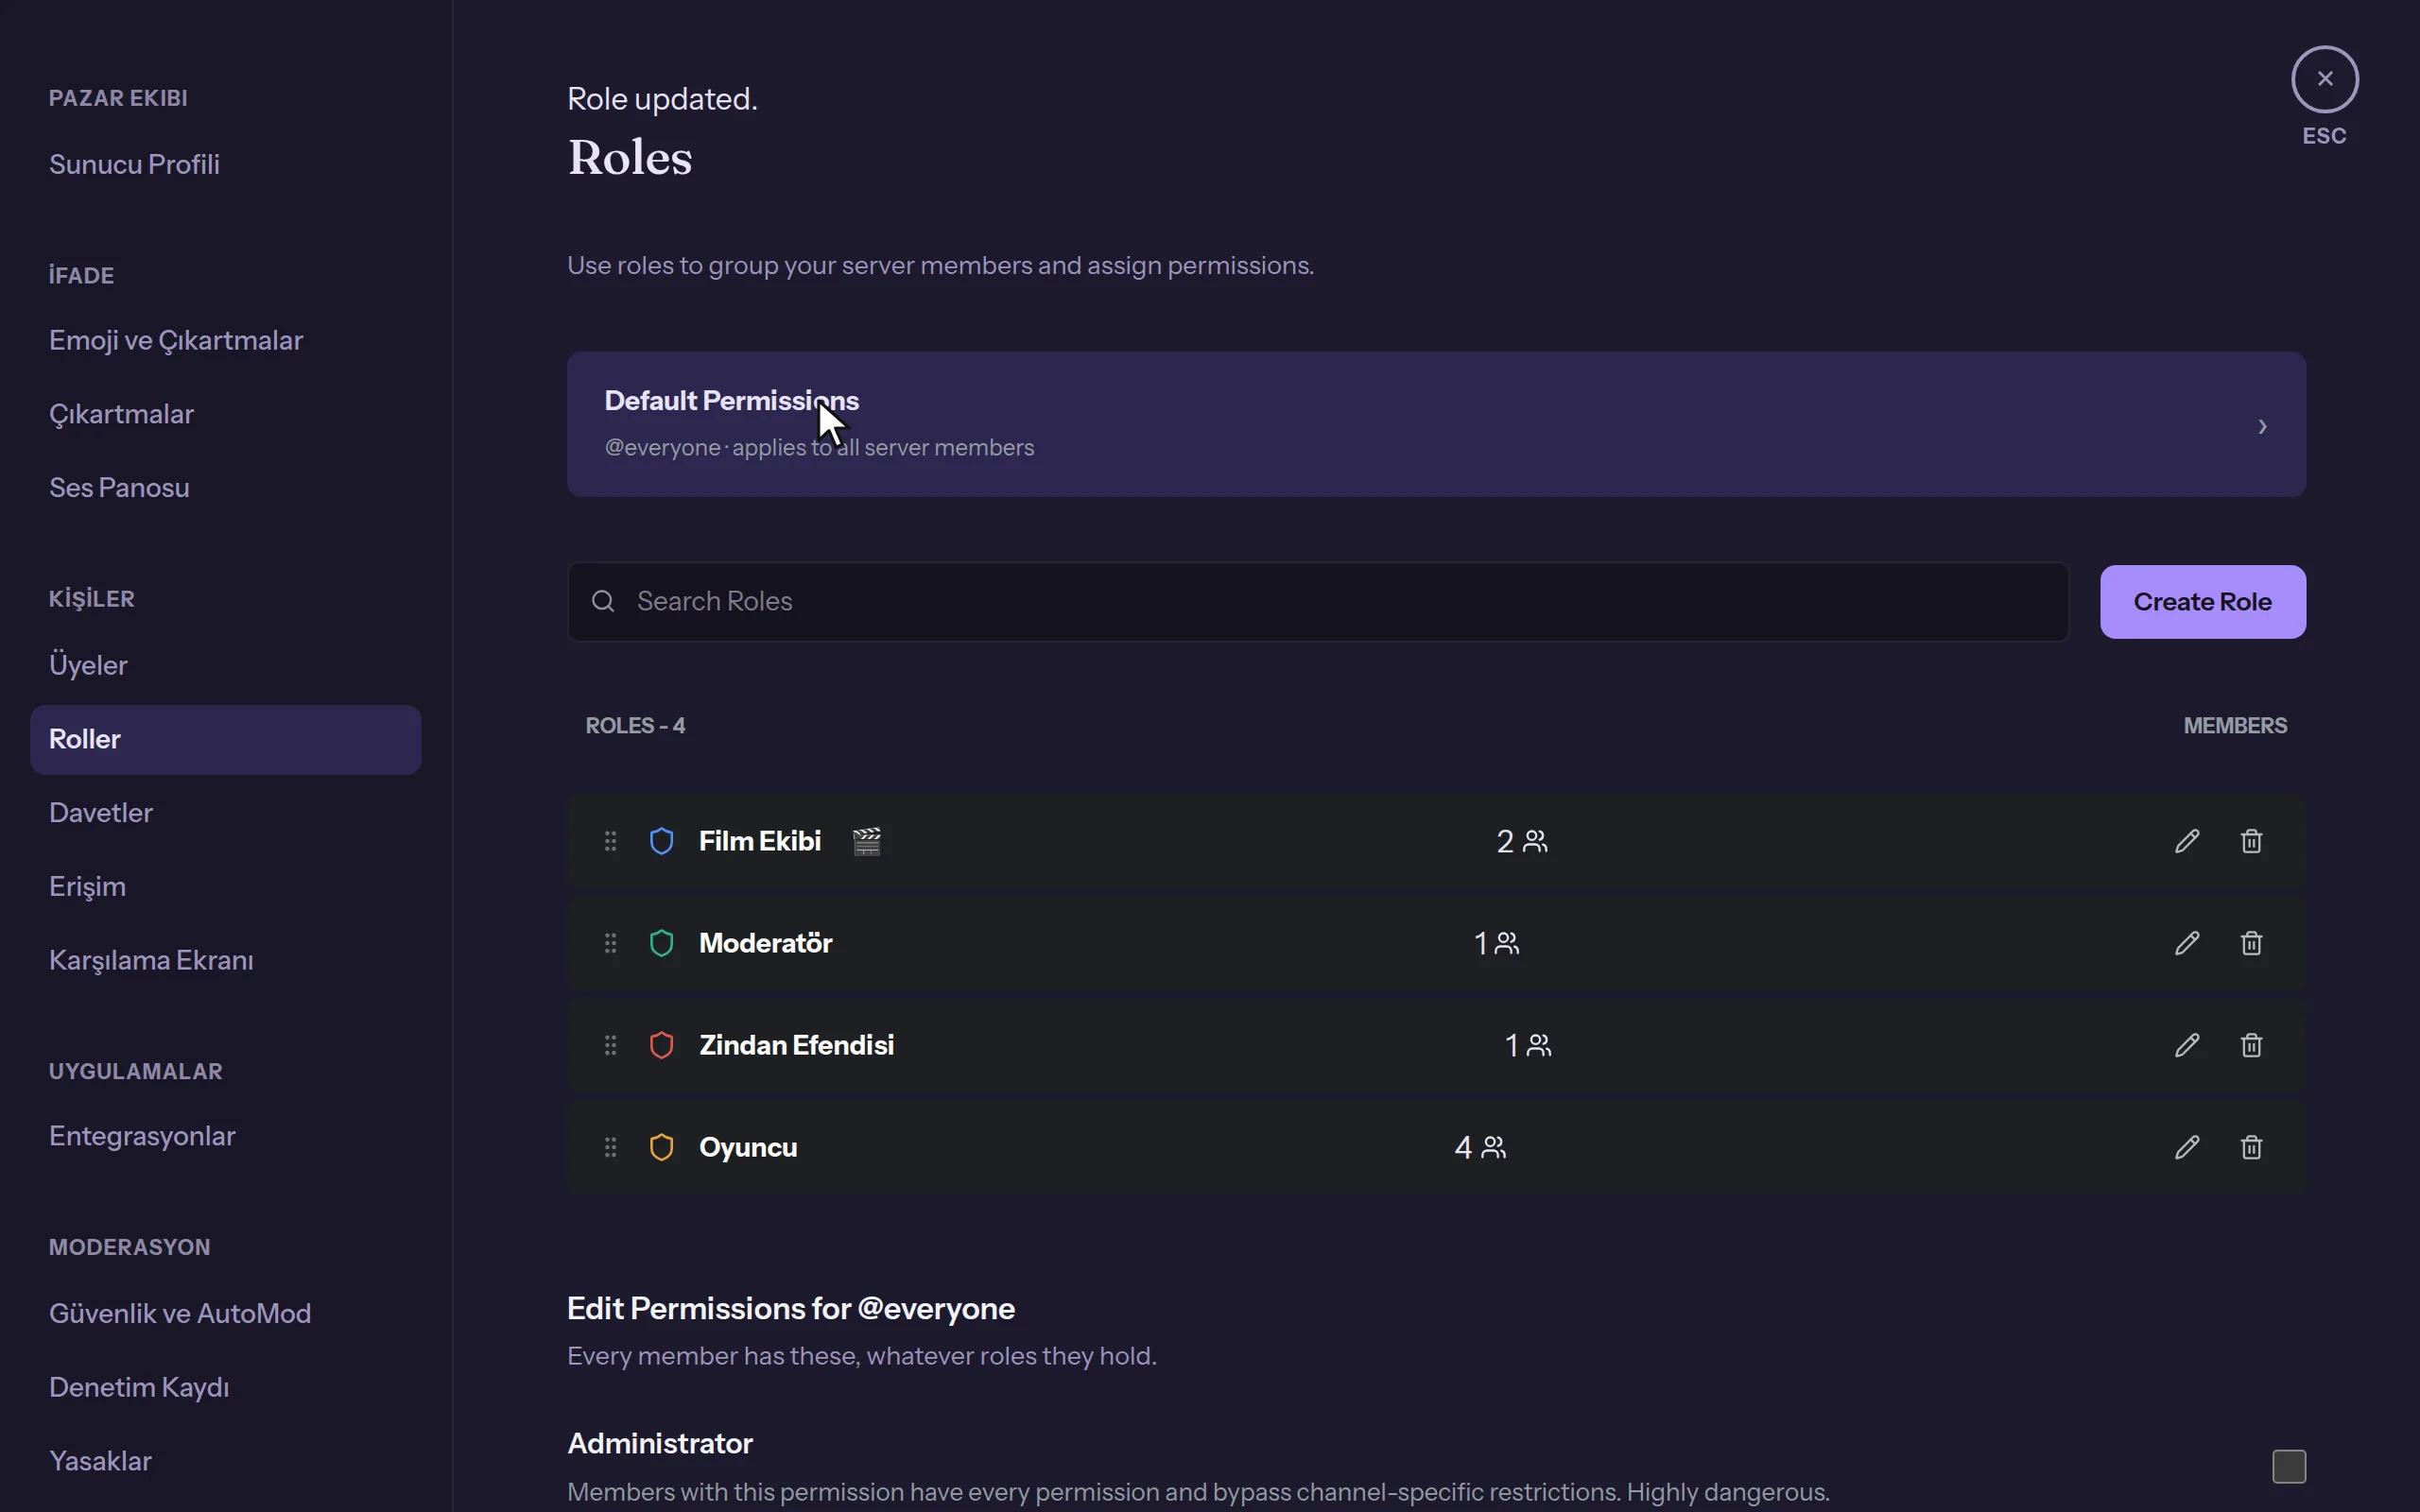 PAZAR EKIBI
Sunucu Profili
İFADE
Emoji ve Çıkartmalar
Çıkartmalar
Ses Panosu
KİŞİLER
Üyeler
Roller
Davetler
Erişim
Karşılama Ekranı
UYGULAMALAR
Entegrasyonlar
MODERASYON
Güvenlik ve AutoMod
Denetim Kaydı
Yasaklar
Role updated.
Roles
ESC
Use roles to group your server members and assign permissions.
Default Permissions
@everyone · applies to all server members
Search Roles
Create Role
ROLES - 4
MEMBERS
Film Ekibi 🎬 2
Moderatör 1
Zindan Efendisi 1
Oyuncu 4
Edit Permissions for @everyone
Every member has these, whatever roles they hold.
Administrator
Members with this permission have every permission and bypass channel-specific restrictions. Highly dangerous.